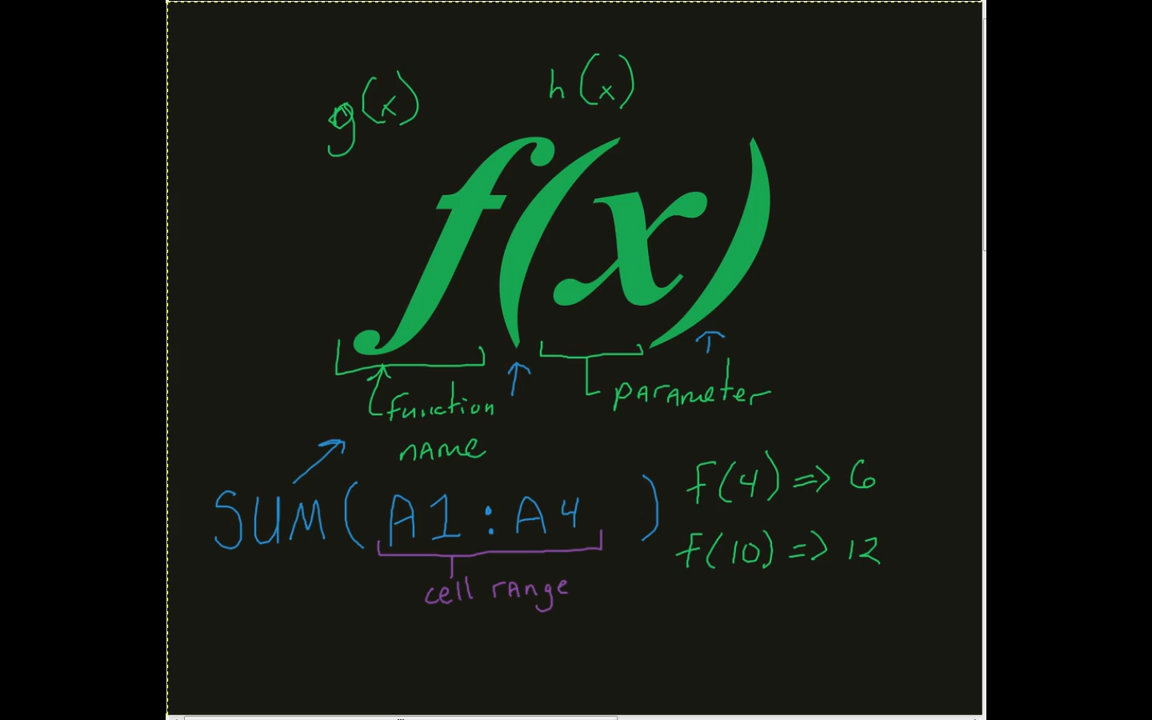 g(x)
h(x)
f(x)
function
name
parameter
SUM(A1:A4)
cell range
f(4) => 6
f(10) => 12